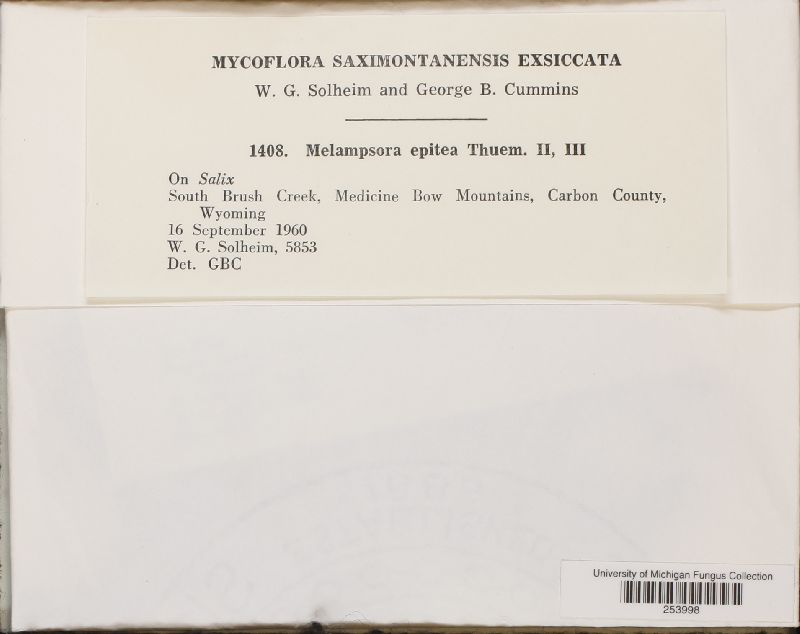 MYCOFLORA SAXIMONTANENSIS EXSICCATA
W. G. Solheim and George B. Cummins
1408. Melampsora epitea Thuem. II, III
On Salix
South Brush Creek, Medicine Bow Mountains, Carbon County,
Wyoming
16 September 1960
W. G. Solheim, 5853
Det. GBC
University of Michigan Fungus Collection
253998